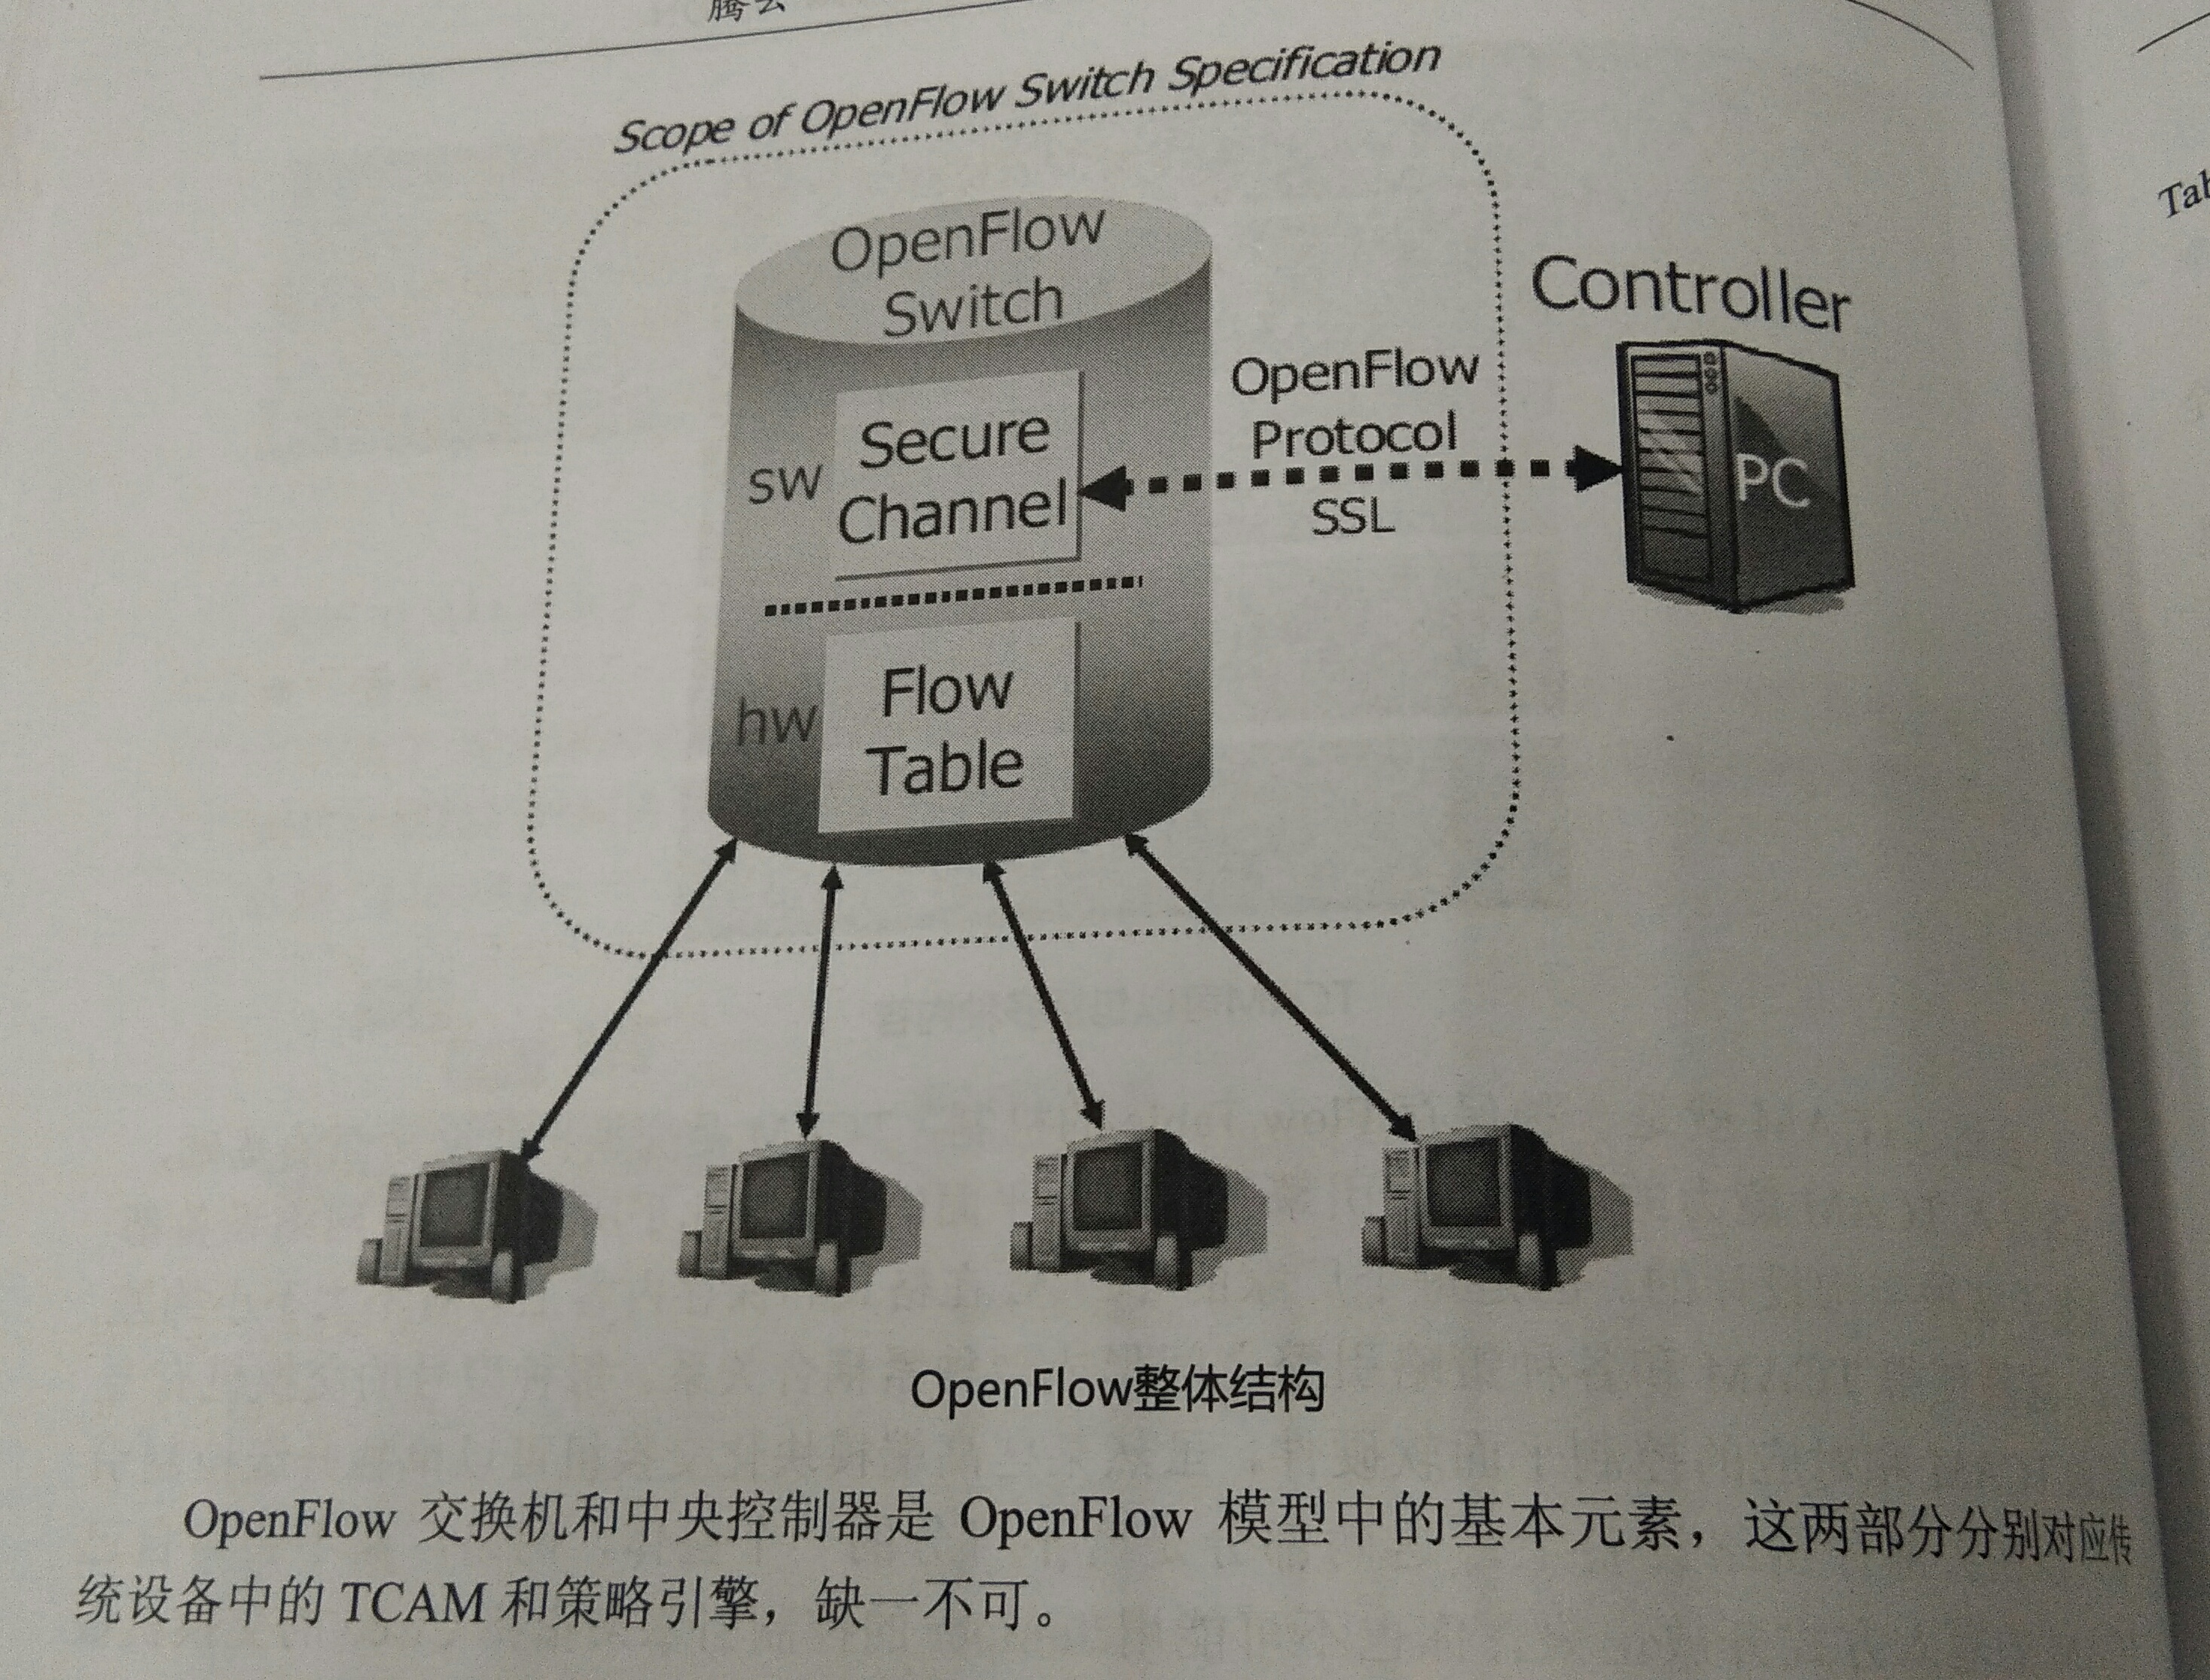 Scope of OpenFlow Switch Specification
OpenFlow
Switch
Controller
OpenFlow
Protocol
SSL
PC
sw
Secure
Channel
hw
Flow
Table
OpenFlow整体结构
OpenFlow 交换机和中央控制器是 OpenFlow 模型中的基本元素，这两部分分别对应传
统设备中的 TCAM 和策略引擎，缺一不可。